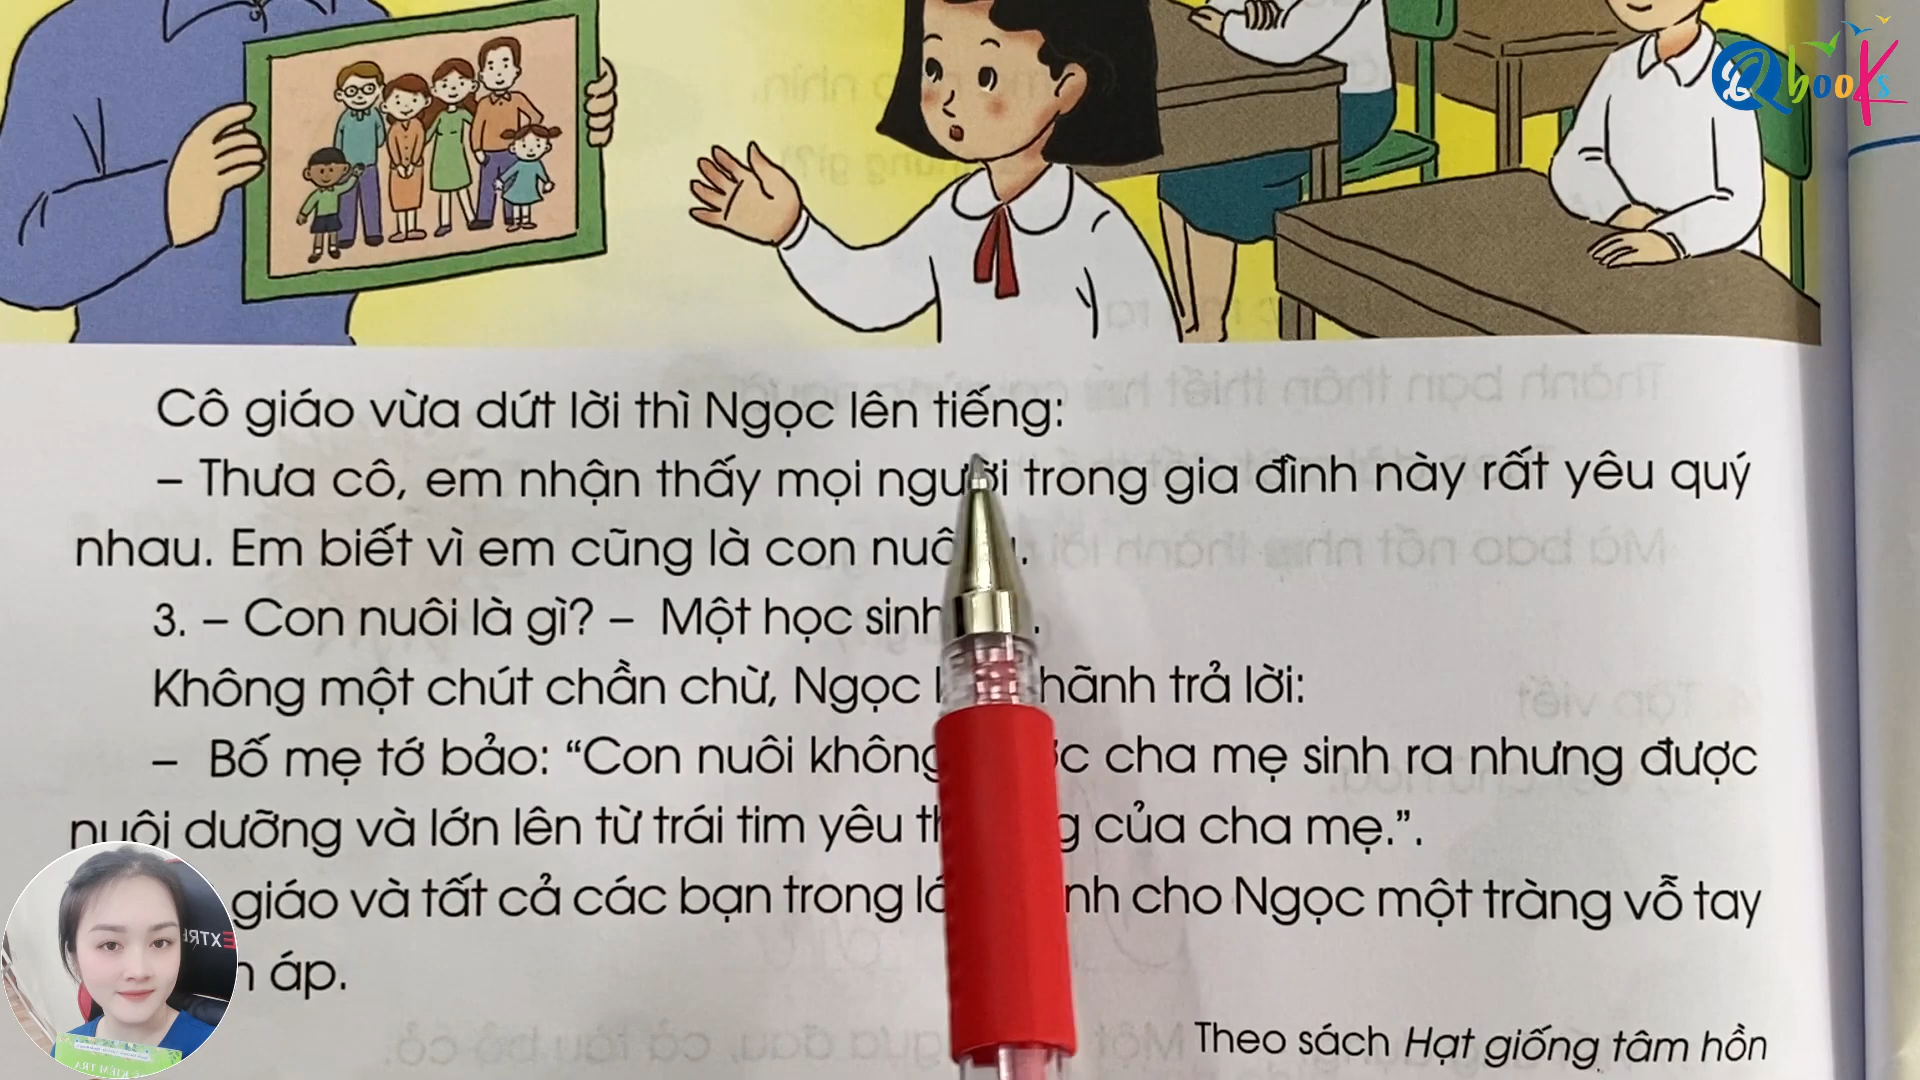 Qbooks
Cô giáo vừa dứt lời thì Ngọc lên tiếng:
– Thưa cô, em nhận thấy mọi người trong gia đình này rất yêu quý
nhau. Em biết vì em cũng là con nuôi.
3. – Con nuôi là gì? – Một học sinh
Không một chút chần chừ, Ngọc trả lời:
– Bố mẹ tớ bảo: “Con nuôi không cha mẹ sinh ra nhưng được
nuôi dưỡng và lớn lên từ trái tim yêu của cha mẹ.”.
giáo và tất cả các bạn trong cho Ngọc một tràng vỗ tay
áp.
Theo sách Hạt giống tâm hồn